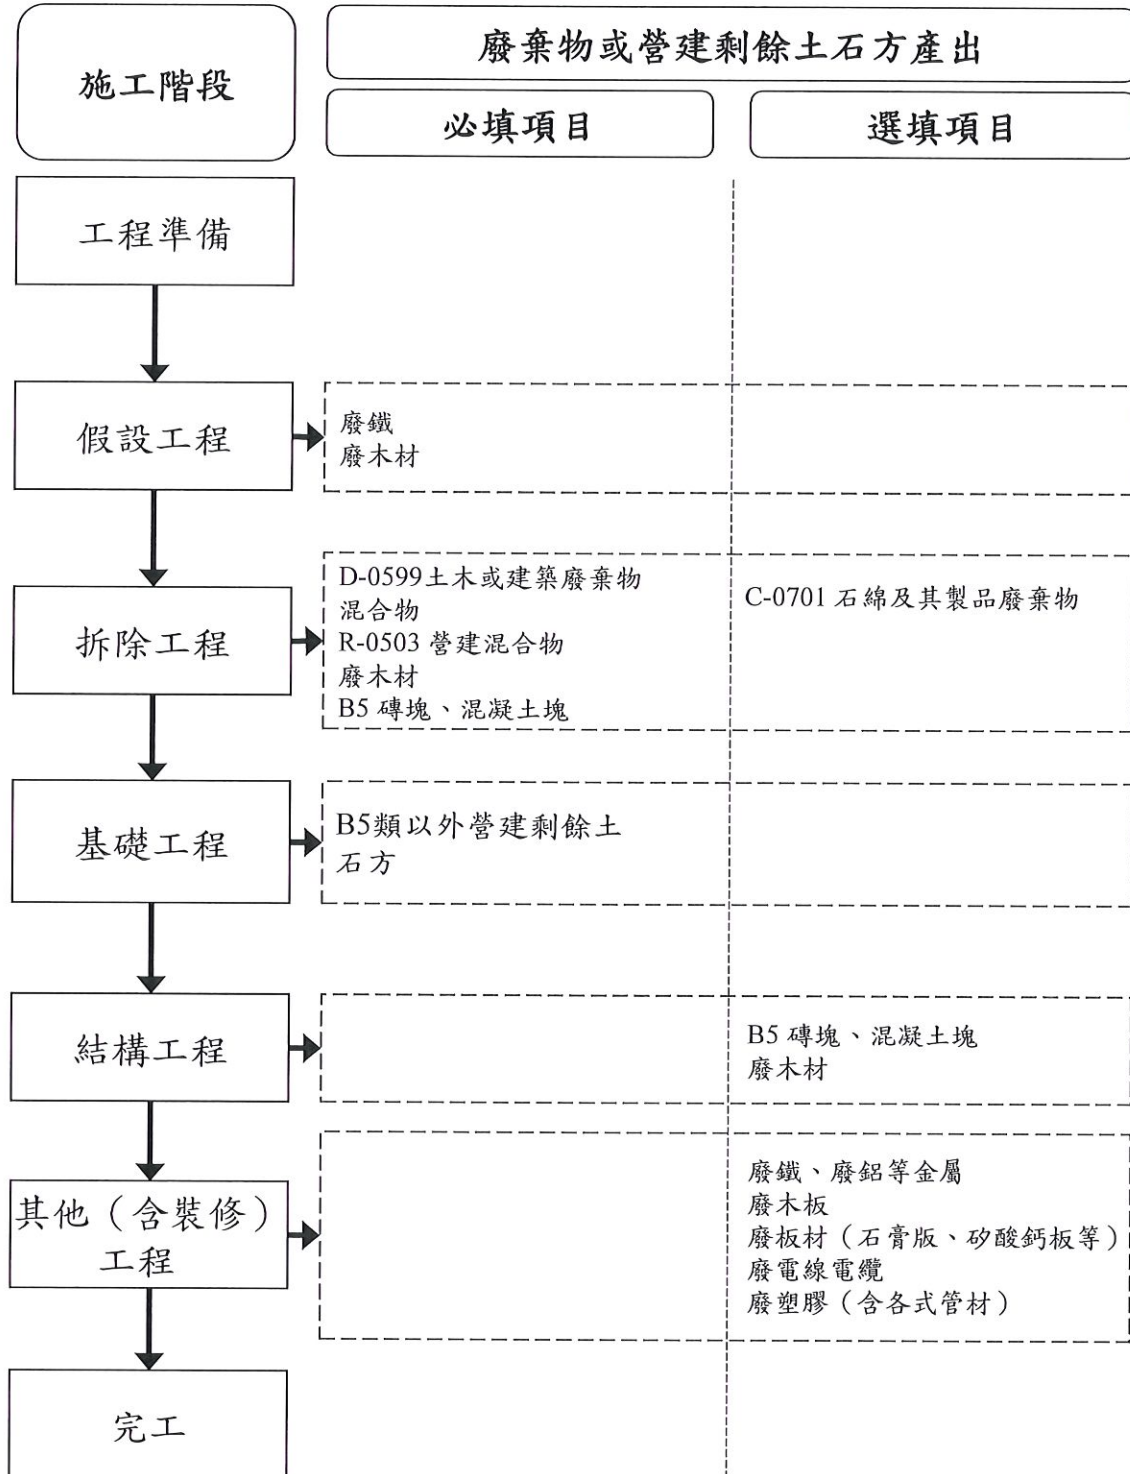 施工階段
廢棄物或營建剩餘土石方產出
必填項目
選填項目
工程準備
假設工程
廢鐵
廢木材
拆除工程
D-0599土木或建築廢棄物
混合物
R-0503 營建混合物
廢木材
B5 磚塊、混凝土塊
C-0701 石綿及其製品廢棄物
基礎工程
B5類以外營建剩餘土
石方
結構工程
B5 磚塊、混凝土塊
廢木材
其他（含裝修）
工程
廢鐵、廢鋁等金屬
廢木板
廢板材（石膏版、矽酸鈣板等）
廢電線電纜
廢塑膠（含各式管材）
完工